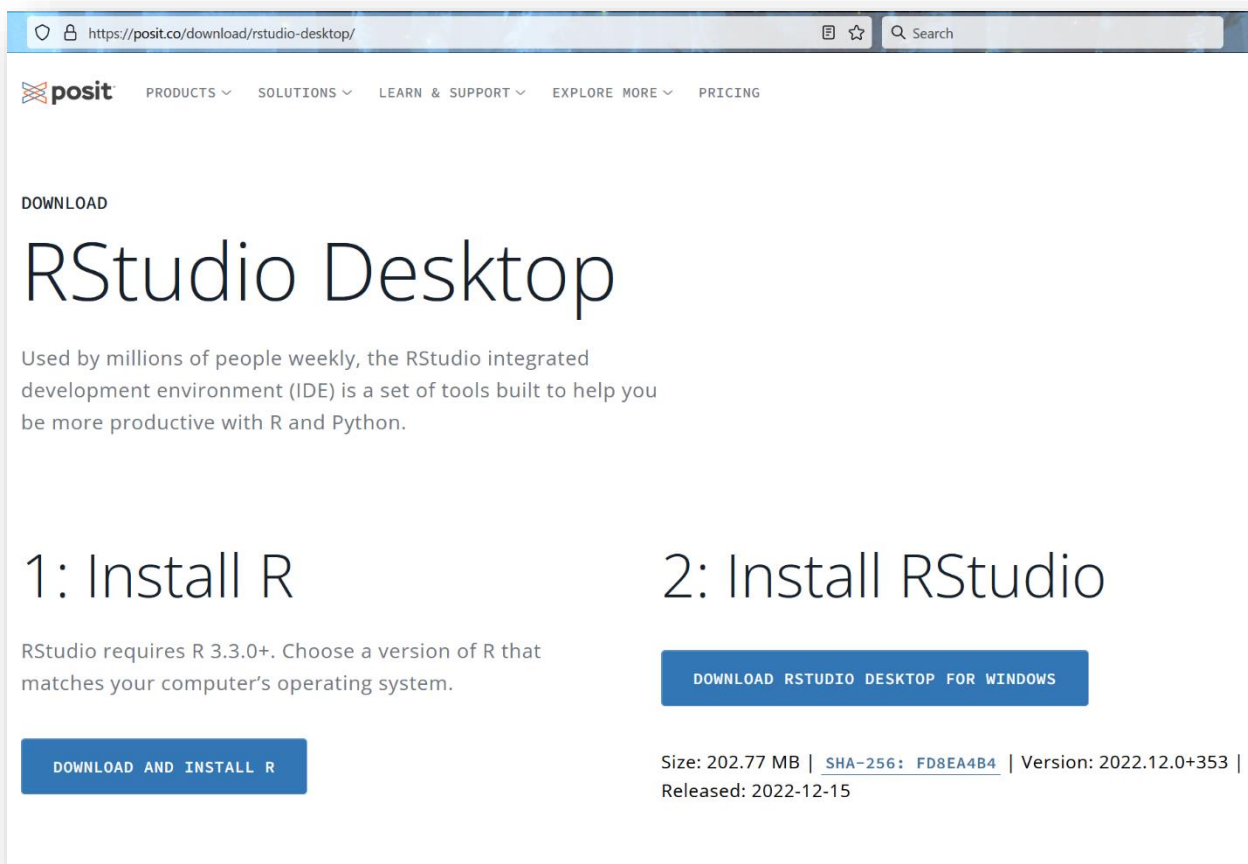 https://posit.co/download/rstudio-desktop/
Search
posit PRODUCTS SOLUTIONS LEARN & SUPPORT EXPLORE MORE PRICING
DOWNLOAD
RStudio Desktop
Used by millions of people weekly, the RStudio integrated
development environment (IDE) is a set of tools built to help you
be more productive with R and Python.
1: Install R
RStudio requires R 3.3.0+. Choose a version of R that
matches your computer’s operating system.
DOWNLOAD AND INSTALL R
2: Install RStudio
DOWNLOAD RSTUDIO DESKTOP FOR WINDOWS
Size: 202.77 MB | SHA-256: FD8EA4B4 | Version: 2022.12.0+353 |
Released: 2022-12-15